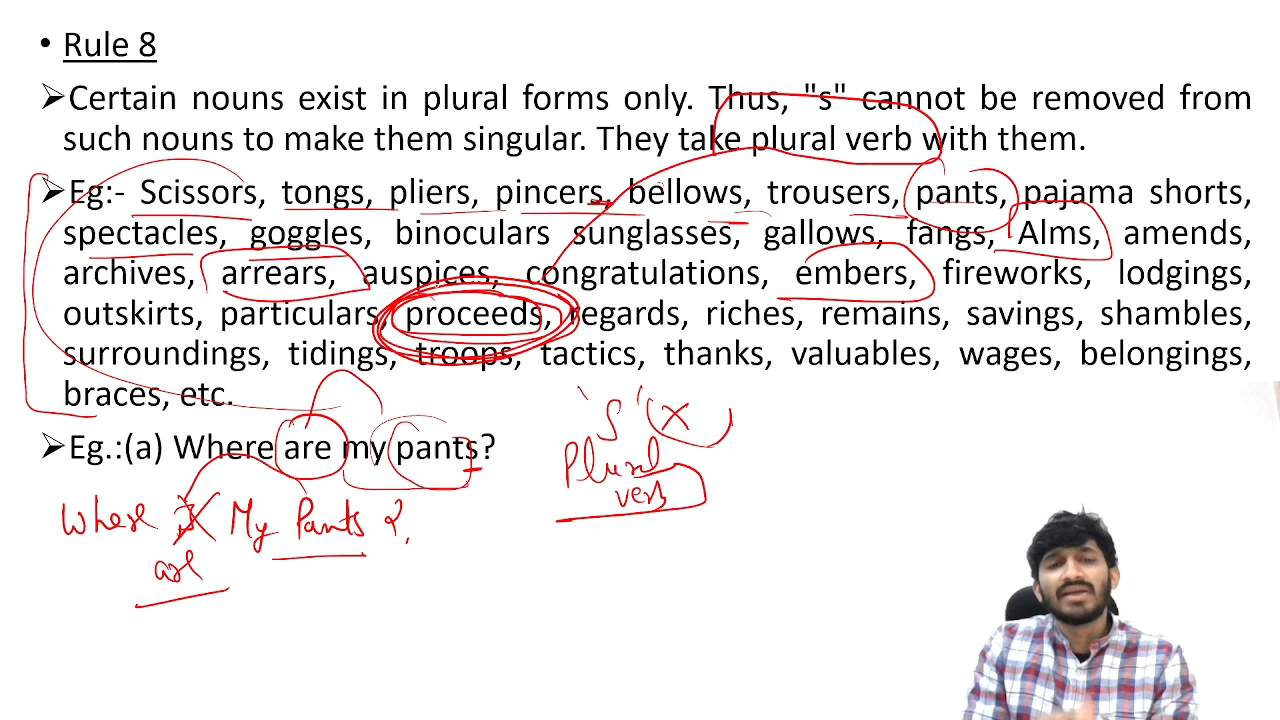 • Rule 8
➢Certain nouns exist in plural forms only. Thus, "s" cannot be removed from
such nouns to make them singular. They take plural verb with them.
➢Eg:- Scissors, tongs, pliers, pincers, bellows, trousers, pants, pajama shorts,
spectacles, goggles, binoculars sunglasses, gallows, fangs, Alms, amends,
archives, arrears, auspices, congratulations, embers, fireworks, lodgings,
outskirts, particulars, proceeds, regards, riches, remains, savings, shambles,
surroundings, tidings, troops, tactics, thanks, valuables, wages, belongings,
braces, etc.
➢Eg.:(a) Where are my pants?
'S' (X
Plural
verb
Where is My Pants ?
are